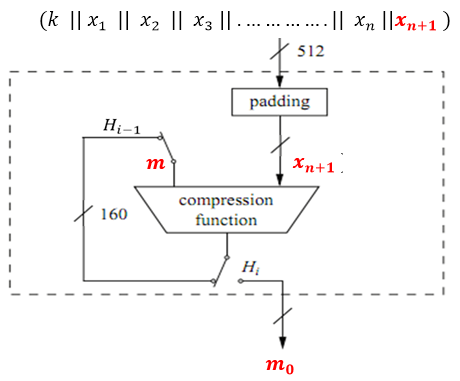 (k || x₁ || x₂ || x₃ || . … … … … . || xₙ ||xₙ₊₁ )
512
padding
Hᵢ₋₁
m
xₙ₊₁
compression
function
160
Hᵢ
m₀